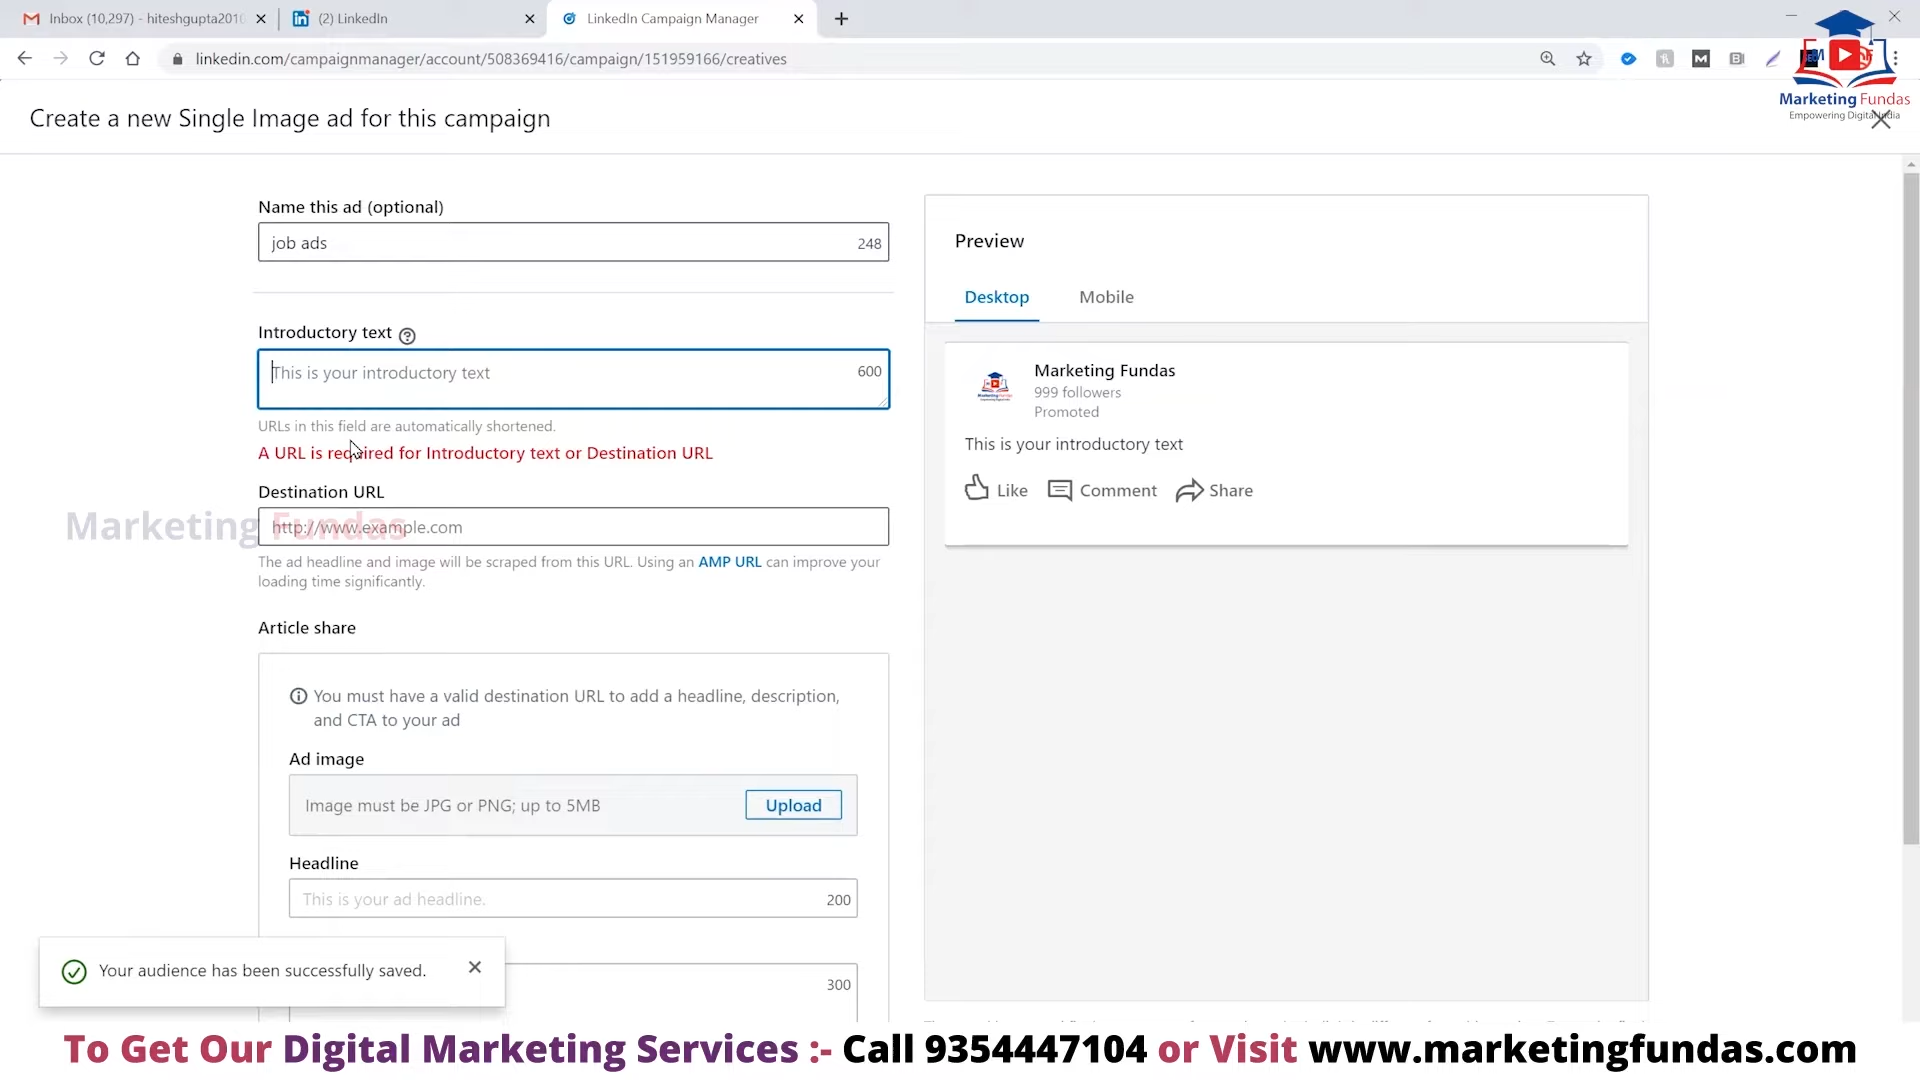 Inbox (10,297) - hiteshgupta2010
(2) LinkedIn
LinkedIn Campaign Manager
linkedin.com/campaignmanager/account/508369416/campaign/151959166/creatives
Marketing Fundas
Empowering Digital India
Create a new Single Image ad for this campaign
Name this ad (optional)
job ads
248
Introductory text
This is your introductory text
600
URLs in this field are automatically shortened.
A URL is required for Introductory text or Destination URL
Destination URL
http://www.example.com
Marketing Fundas
The ad headline and image will be scraped from this URL. Using an AMP URL can improve your
loading time significantly.
Article share
You must have a valid destination URL to add a headline, description,
and CTA to your ad
Ad image
Image must be JPG or PNG; up to 5MB
Upload
Headline
This is your ad headline.
200
300
Your audience has been successfully saved.
Preview
Desktop
Mobile
Marketing Fundas
999 followers
Promoted
This is your introductory text
Like
Comment
Share
To Get Our Digital Marketing Services :- Call 9354447104 or Visit www.marketingfundas.com